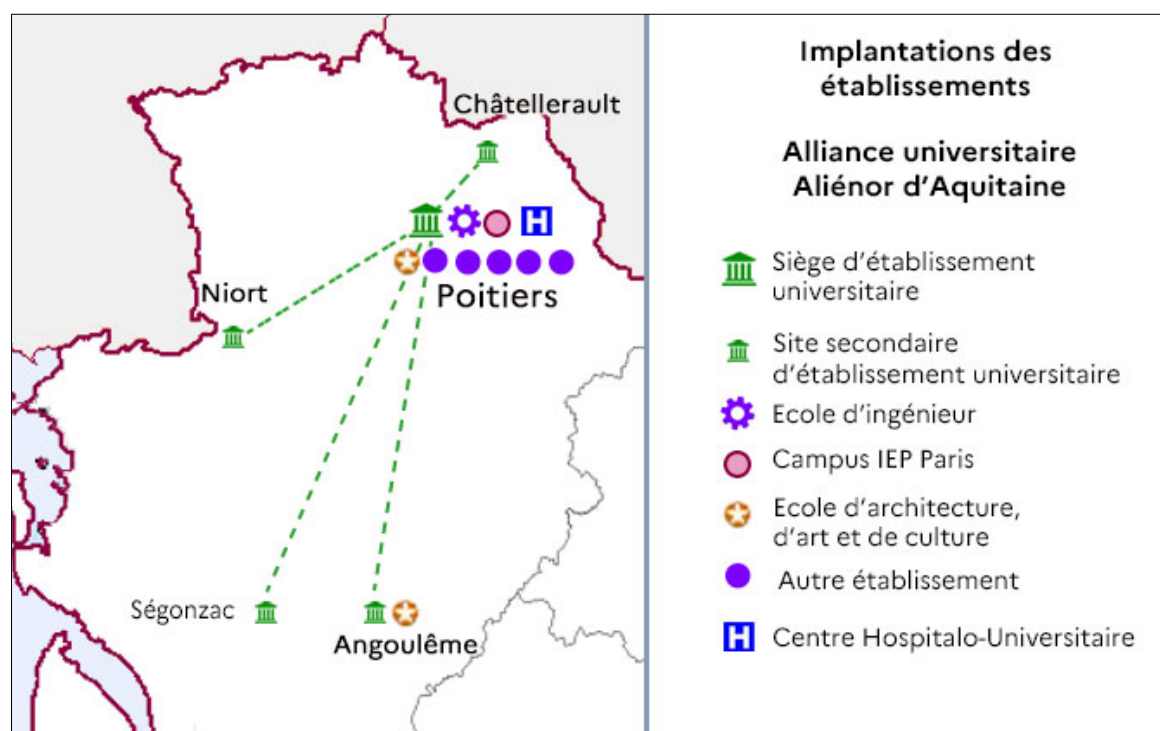 Châtellerault
H
Niort
Poitiers
Ségonzac
Angoulême
Implantations des
établissements
Alliance universitaire
Aliénor d'Aquitaine
Siège d'établissement
universitaire
Site secondaire
d'établissement universitaire
Ecole d'ingénieur
Campus IEP Paris
Ecole d'architecture,
d'art et de culture
Autre établissement
H Centre Hospitalo-Universitaire